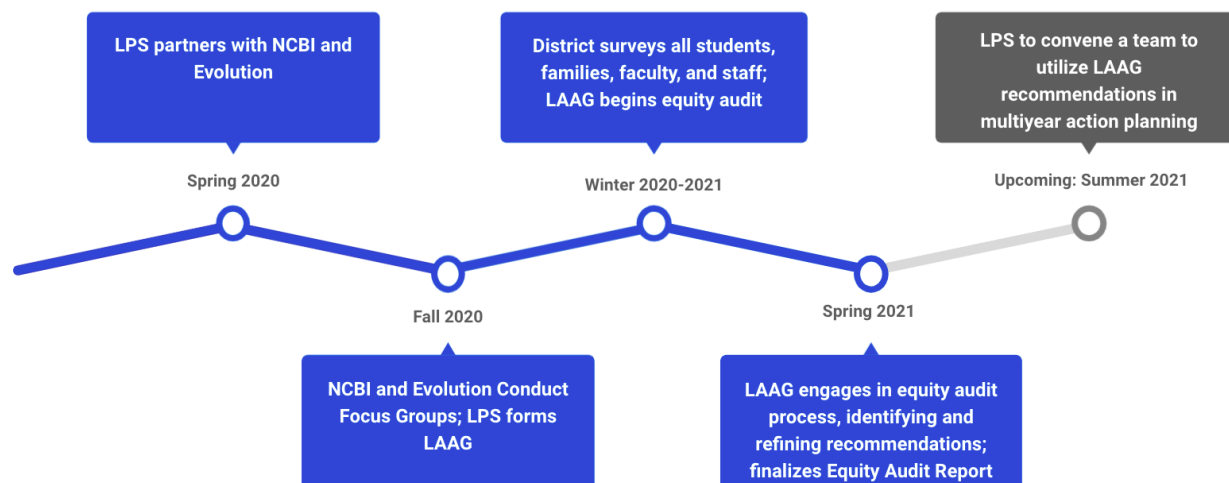 LPS partners with NCBI and
Evolution
Spring 2020
NCBI and Evolution Conduct
Focus Groups; LPS forms
LAAG
Fall 2020
District surveys all students,
families, faculty, and staff;
LAAG begins equity audit
Winter 2020-2021
Spring 2021
LAAG engages in equity audit
process, identifying and
refining recommendations;
finalizes Equity Audit Report
LPS to convene a team to
utilize LAAG
recommendations in
multiyear action planning
Upcoming: Summer 2021